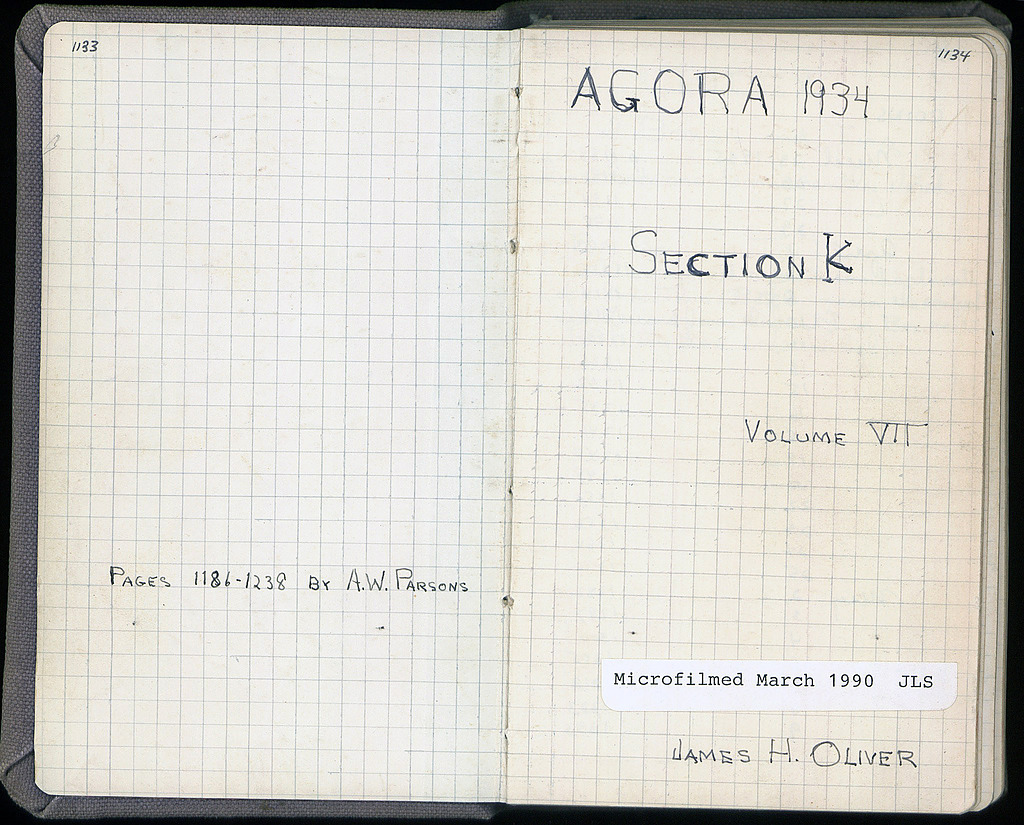 1133
PAGES 1186-1238 BY A.W. PARSONS
1134
AGORA 1934
SECTION K
VOLUME VII
Microfilmed March 1990 JLS
JAMES H. OLIVER